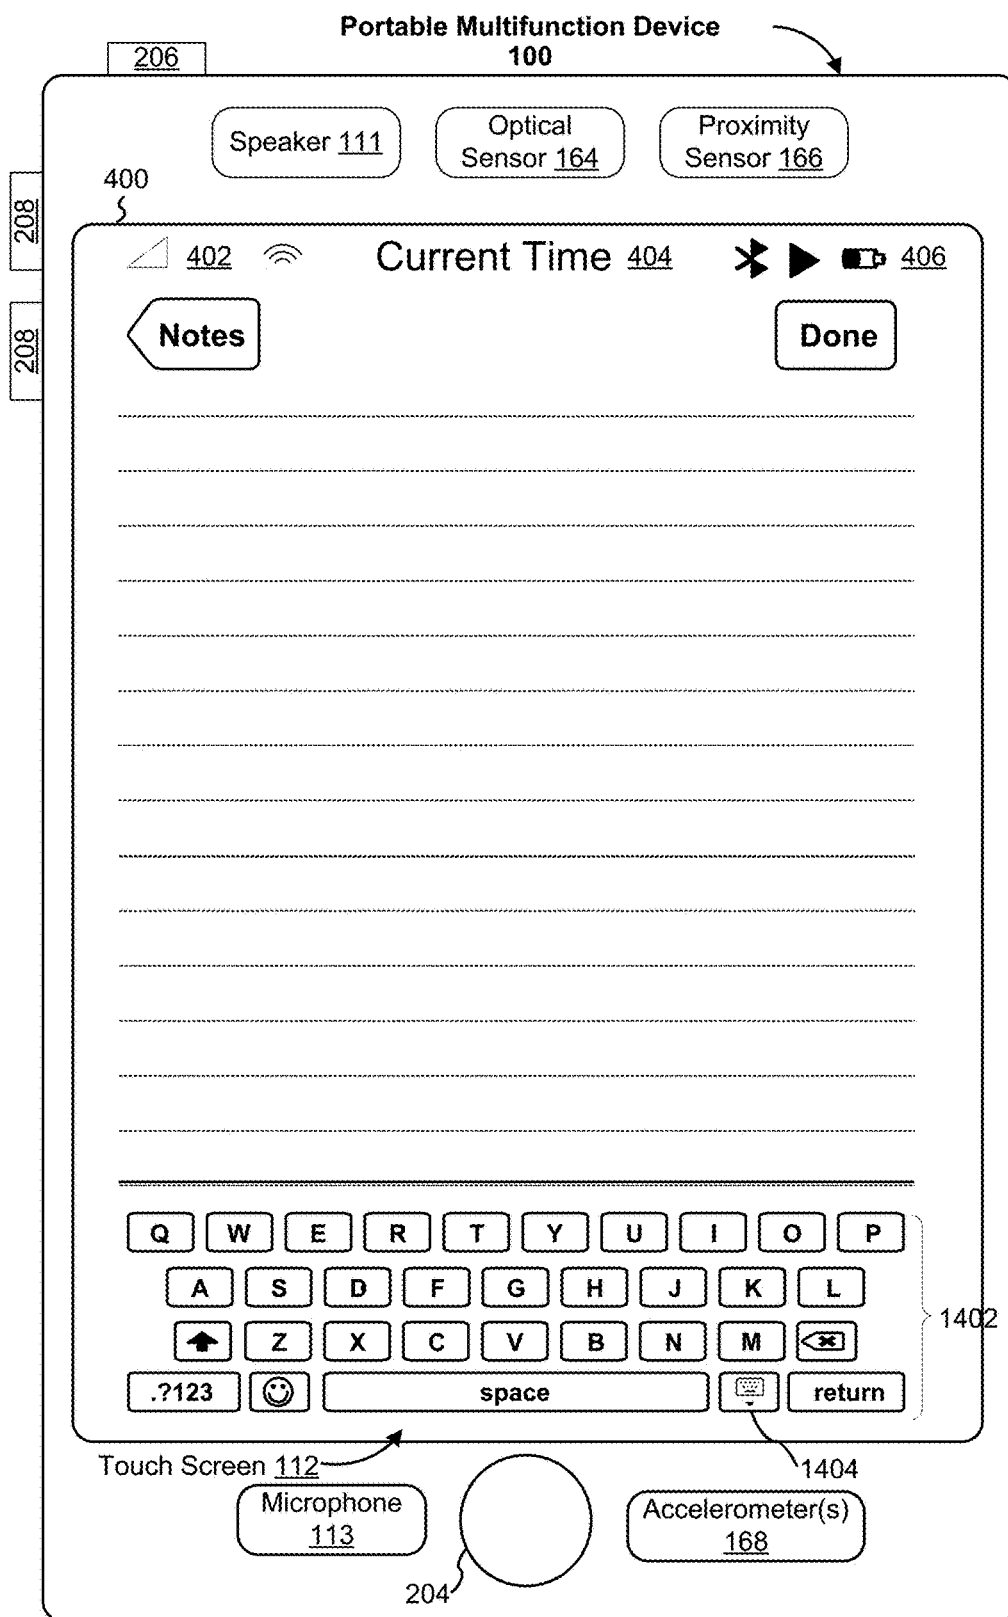 Portable Multifunction Device
100
206
Speaker 111
Optical
Sensor 164
Proximity
Sensor 166
400
208
402
Current Time 404
406
208
Notes
Done
Q W E R T Y U I O P
A S D F G H J K L
Z X C V B N M
1402
.?123
space
return
Touch Screen 112
1404
Microphone
113
Accelerometer(s)
168
204